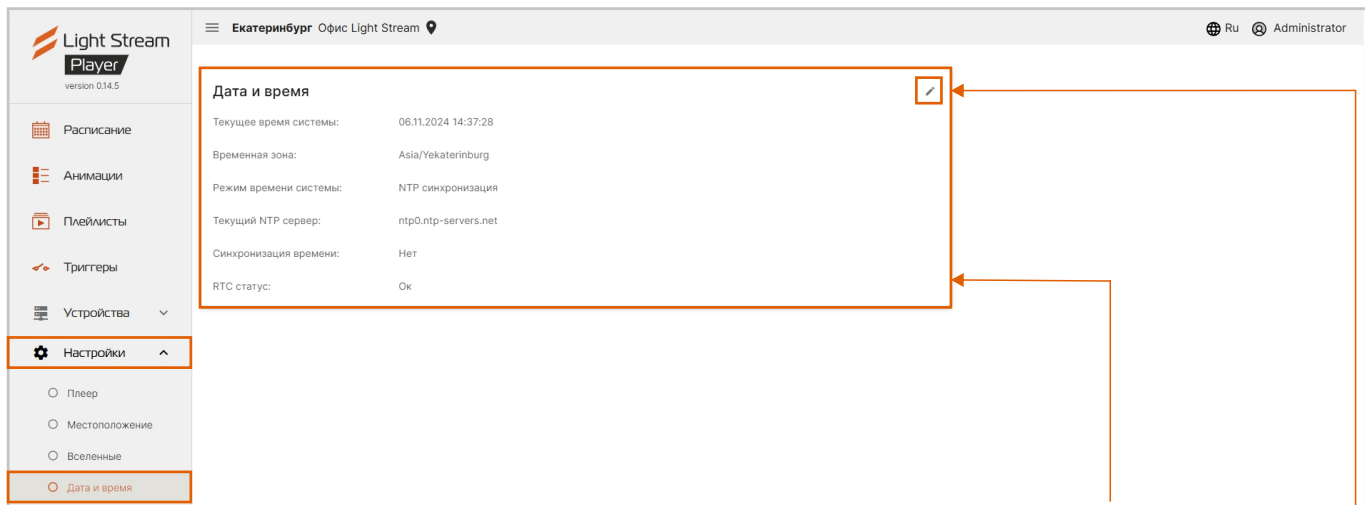 Light Stream
Player
version 0.14.5
Екатеринбург Офис Light Stream
Ru Administrator
Расписание
Анимации
Плейлисты
Триггеры
Устройства
Настройки
Плеер
Местоположение
Вселенные
Дата и время
Дата и время
Текущее время системы: 06.11.2024 14:37:28
Временная зона: Asia/Yekaterinburg
Режим времени системы: NTP синхронизация
Текущий NTP сервер: ntp0.ntp-servers.net
Синхронизация времени: Нет
RTC статус: Ок